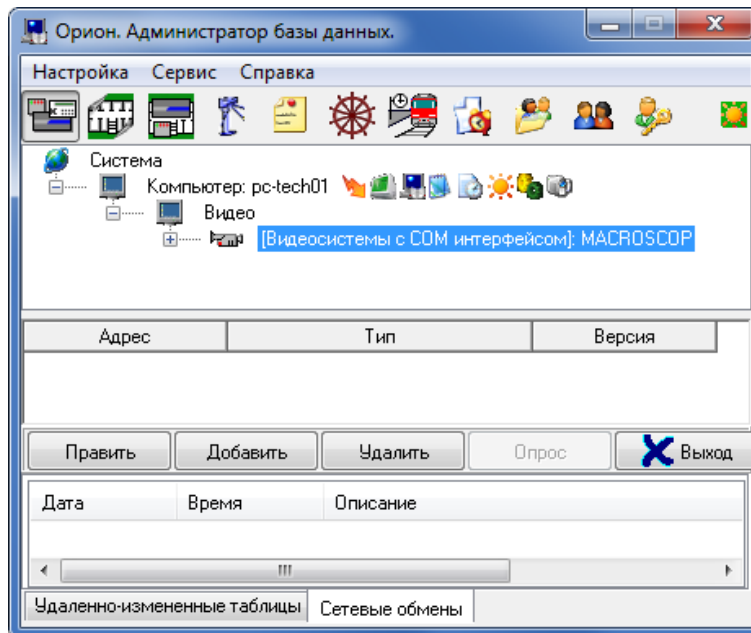 Орион. Администратор базы данных.
Настройка Сервис Справка
Система
Компьютер: pc-tech01
Видео
[Видеосистемы с COM интерфейсом]: MACROSCOP
Адрес Тип Версия
Править Добавить Удалить Опрос Выход
Дата Время Описание
Удаленно-измененные таблицы Сетевые обмены